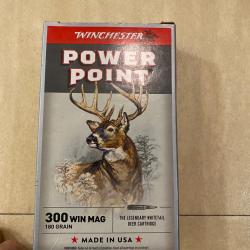 WINCHESTER
POWER
POINT
300 WIN MAG
180 GRAIN
THE LEGENDARY WHITETAIL
DEER CARTRIDGE
★ MADE IN USA ★